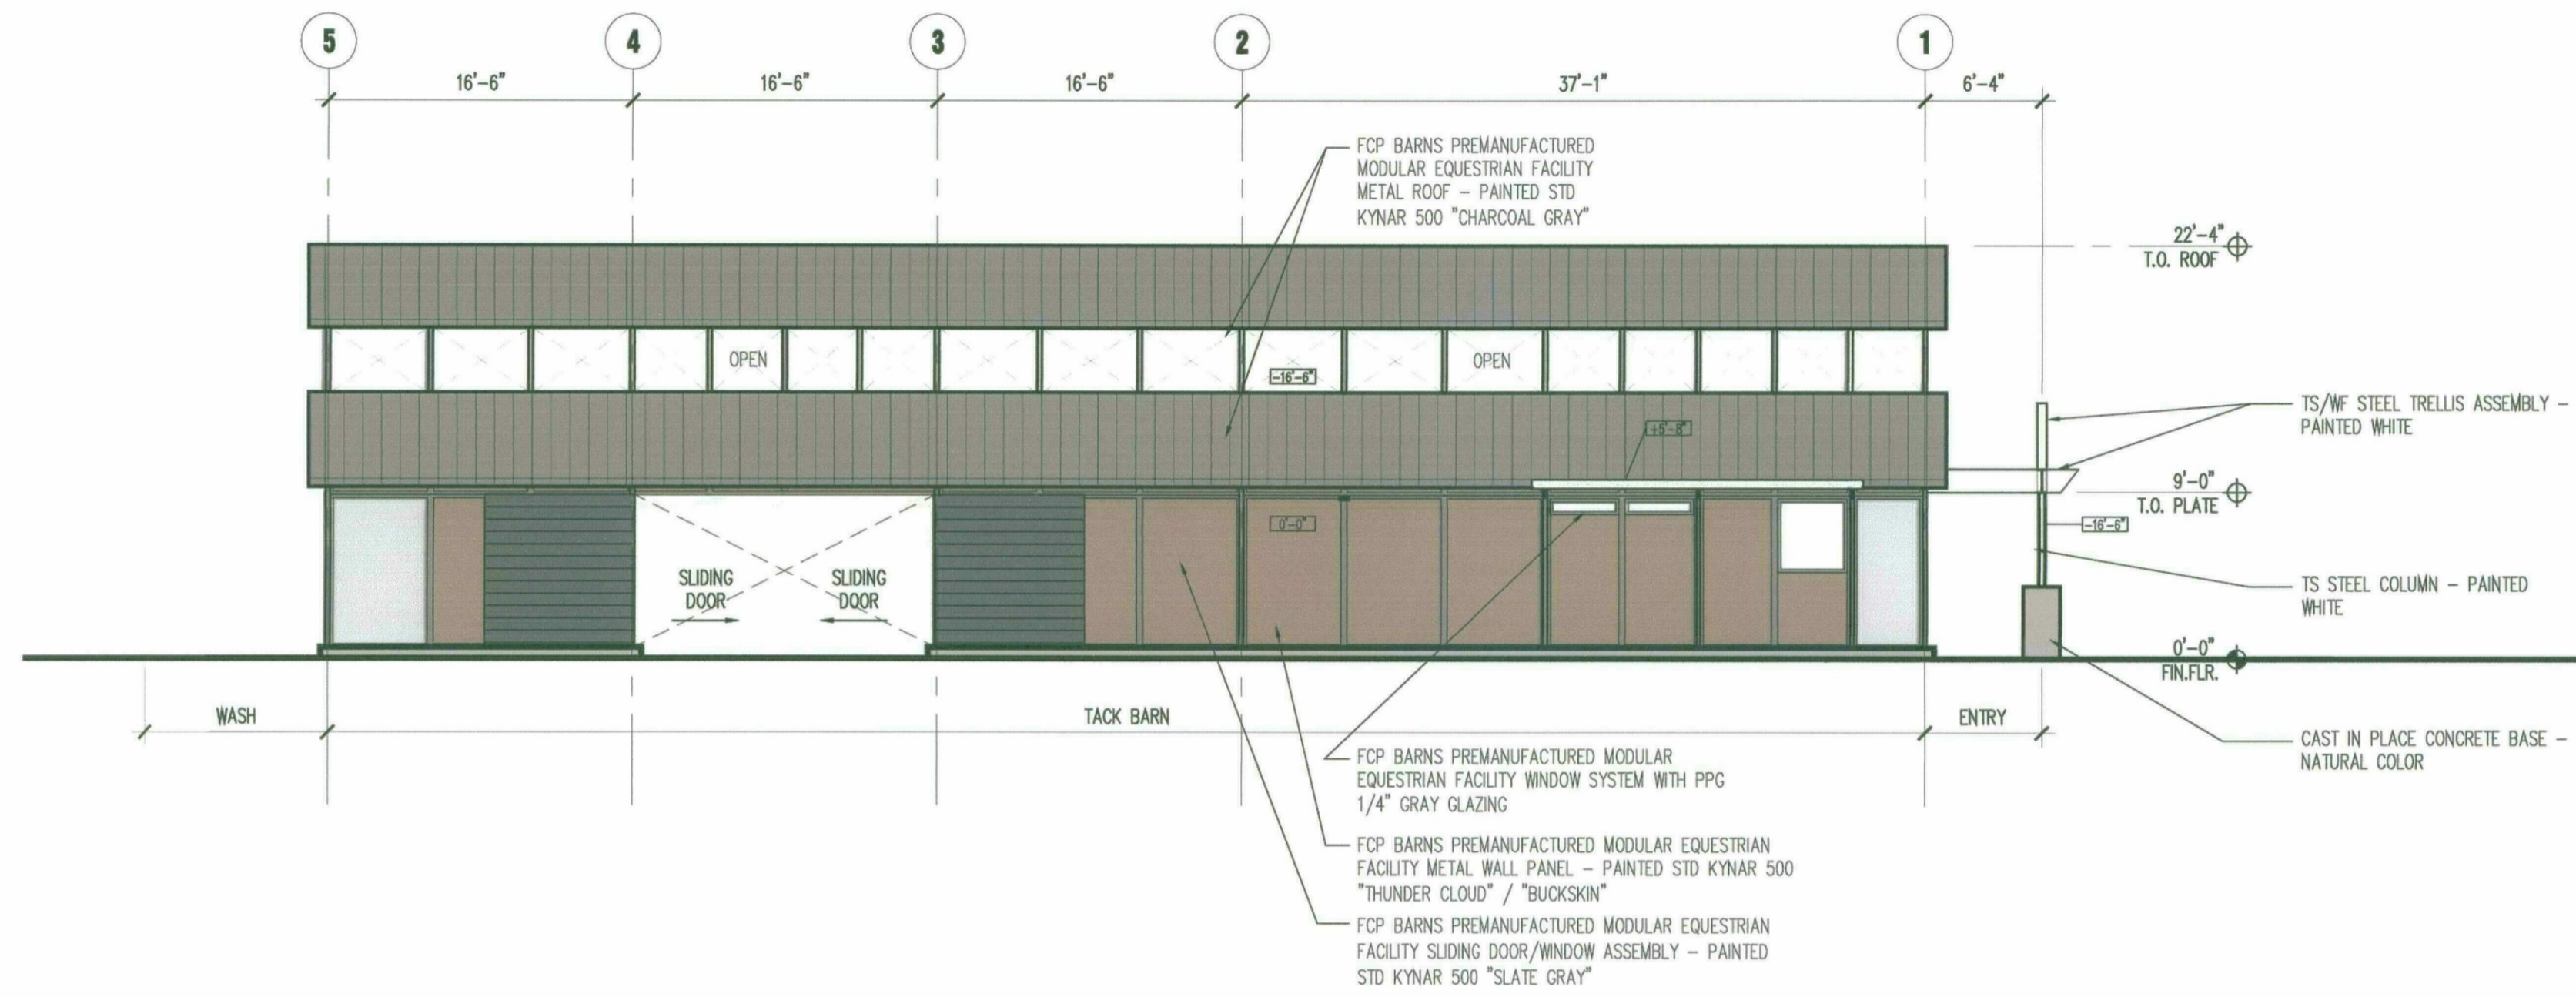 5
4
3
2
1
16'-6"
16'-6"
16'-6"
37'-1"
6'-4"
FCP BARNS PREMANUFACTURED
MODULAR EQUESTRIAN FACILITY
METAL ROOF – PAINTED STD
KYNAR 500 "CHARCOAL GRAY"
22'-4"
T.O. ROOF
OPEN
OPEN
-16'-6"
+5'-8"
TS/WF STEEL TRELLIS ASSEMBLY –
PAINTED WHITE
9'-0"
T.O. PLATE
0'-0"
-16'-6"
SLIDING
DOOR
SLIDING
DOOR
TS STEEL COLUMN – PAINTED
WHITE
0'-0"
FIN.FLR.
WASH
TACK BARN
ENTRY
CAST IN PLACE CONCRETE BASE –
NATURAL COLOR
FCP BARNS PREMANUFACTURED MODULAR
EQUESTRIAN FACILITY WINDOW SYSTEM WITH PPG
1/4" GRAY GLAZING
FCP BARNS PREMANUFACTURED MODULAR EQUESTRIAN
FACILITY METAL WALL PANEL – PAINTED STD KYNAR 500
"THUNDER CLOUD" / "BUCKSKIN"
FCP BARNS PREMANUFACTURED MODULAR EQUESTRIAN
FACILITY SLIDING DOOR/WINDOW ASSEMBLY – PAINTED
STD KYNAR 500 "SLATE GRAY"